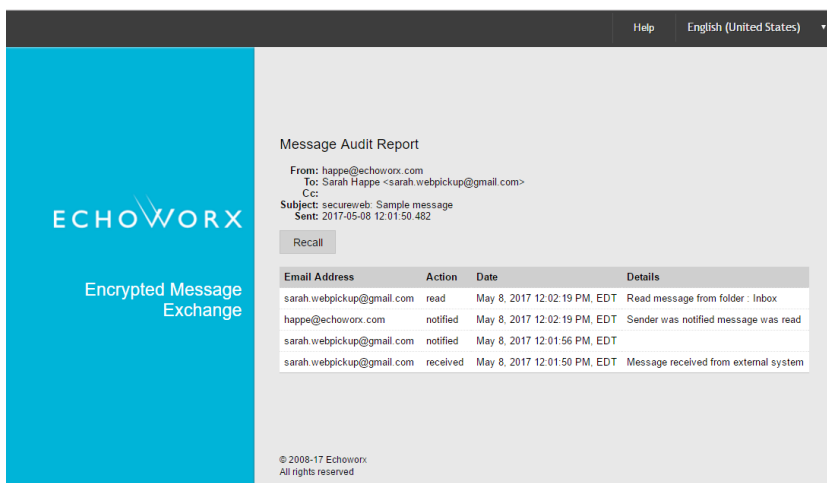 Help English (United States)
ECHOWORX
Encrypted Message
Exchange
Message Audit Report
From: happe@echoworx.com
To: Sarah Happe <sarah.webpickup@gmail.com>
Cc:
Subject: secureweb: Sample message
Sent: 2017-05-08 12:01:50.482
Recall
Email Address Action Date Details
sarah.webpickup@gmail.com read May 8, 2017 12:02:19 PM, EDT Read message from folder : Inbox
happe@echoworx.com notified May 8, 2017 12:02:19 PM, EDT Sender was notified message was read
sarah.webpickup@gmail.com notified May 8, 2017 12:01:56 PM, EDT
sarah.webpickup@gmail.com received May 8, 2017 12:01:50 PM, EDT Message received from external system
© 2008-17 Echoworx
All rights reserved